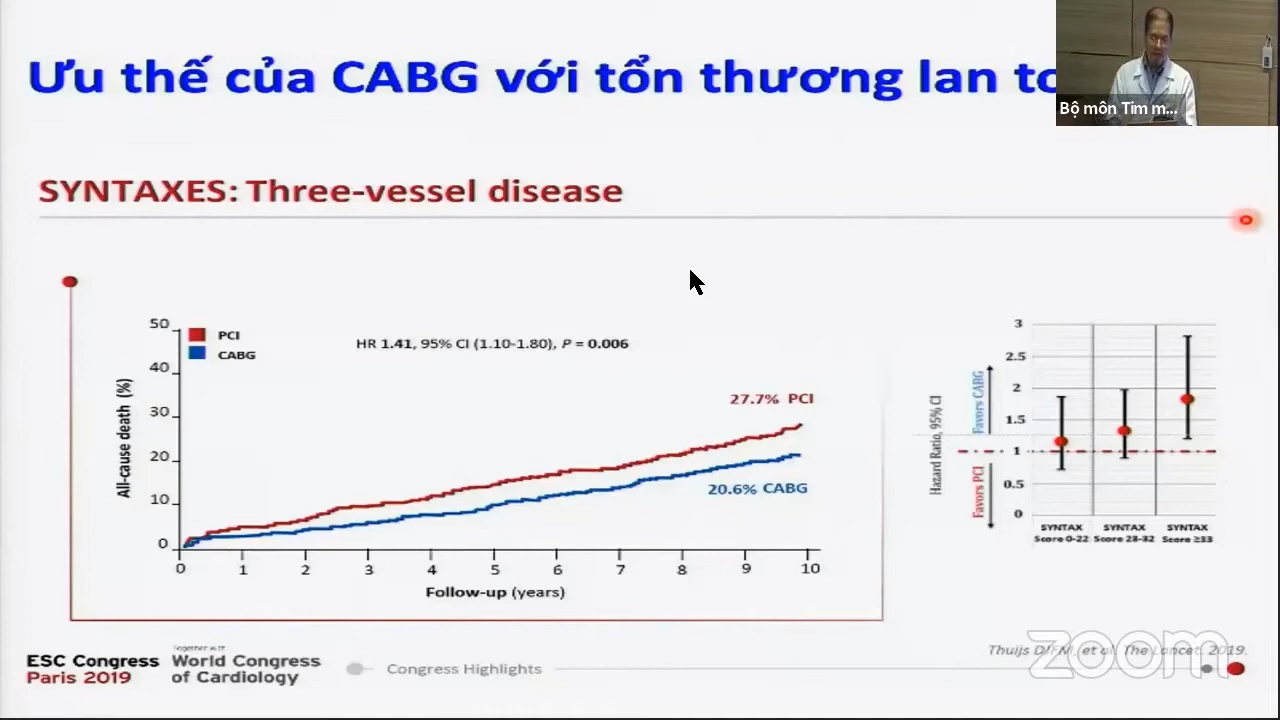 Ưu thế của CABG với tổn thương lan
Bộ môn Tim m...
SYNTAXES: Three-vessel disease
PCI
CABG
HR 1.41, 95% CI (1.10-1.80), P = 0.006
50
40
30
20
10
0
All-cause death (%)
27.7% PCI
20.6% CABG
0 1 2 3 4 5 6 7 8 9 10
Follow-up (years)
3
2.5
2
1.5
1
0.5
0
Hazard Ratio, 95% CI
Favors CABG
Favors PCI
SYNTAX Score 0-22
SYNTAX Score 23-32
SYNTAX Score ≥33
ESC Congress
Paris 2019
Together with
World Congress
of Cardiology
Congress Highlights
Thuijs DJFM, et al. The Lancet. 2019.
zoom